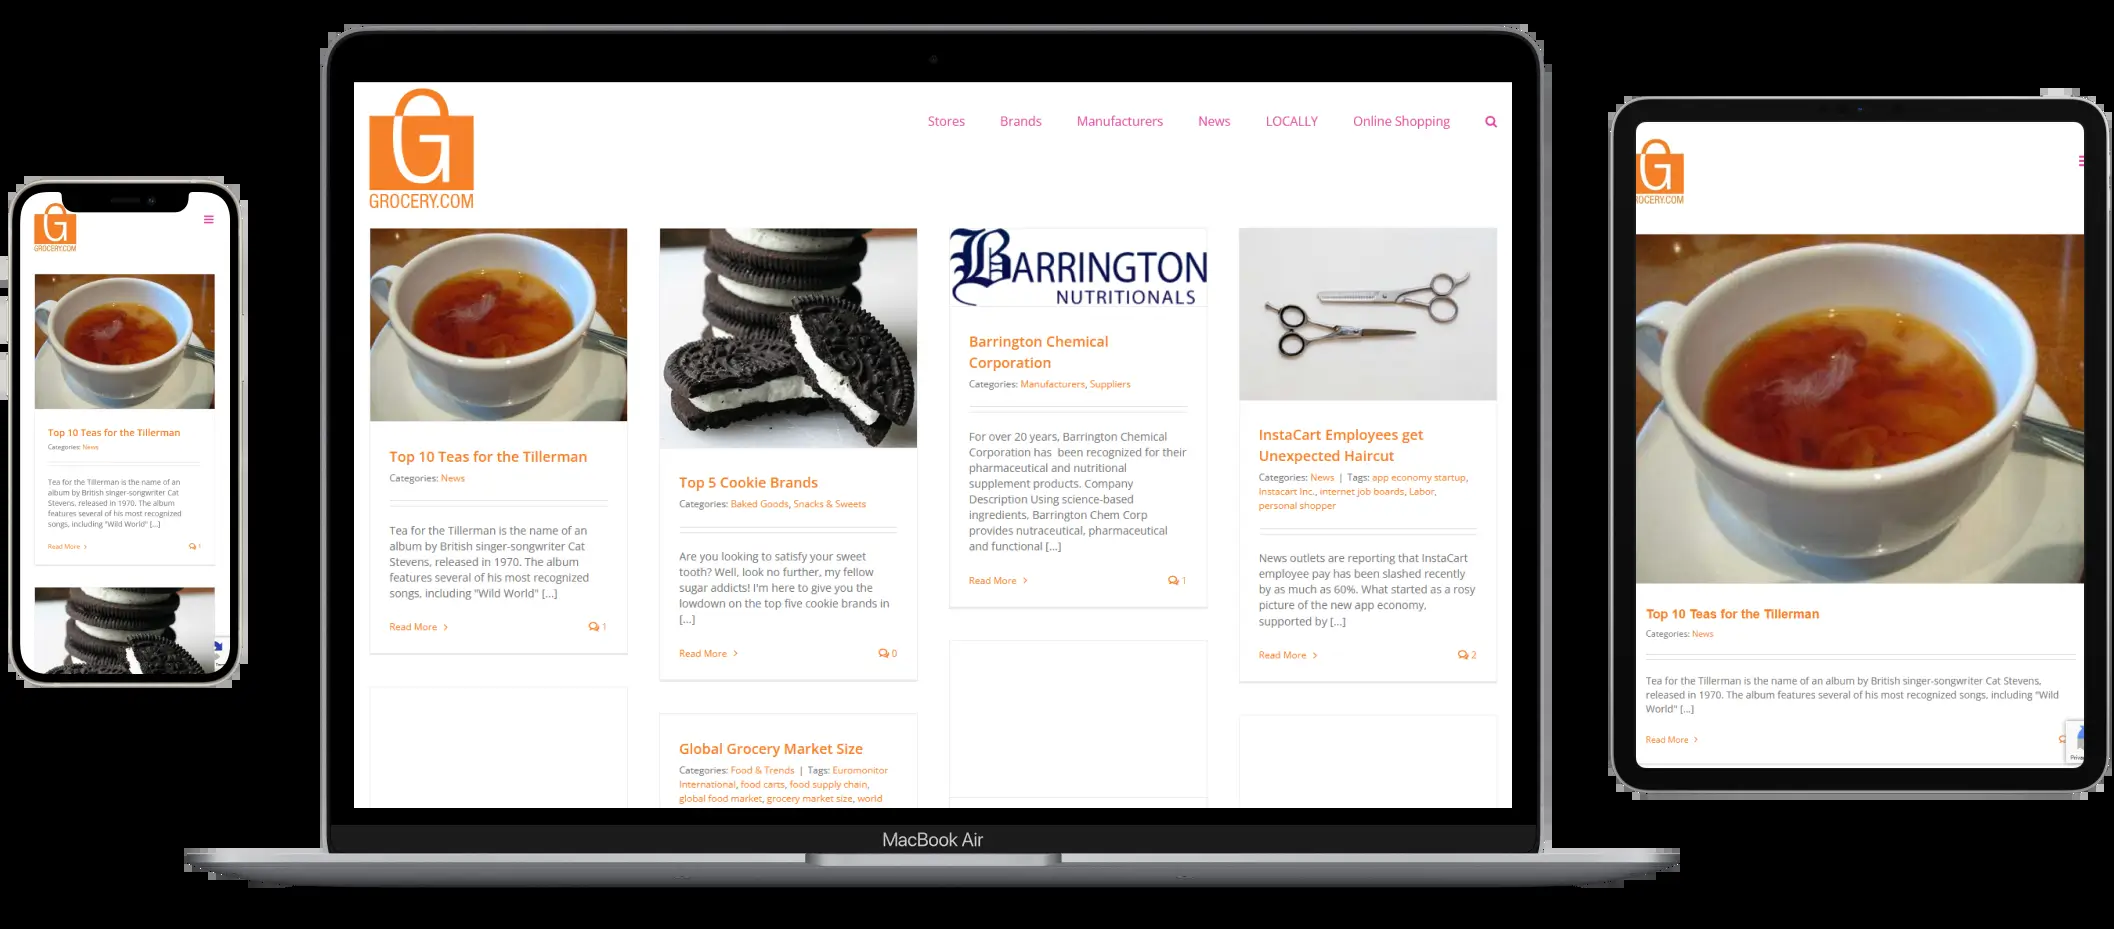 G
GROCERY.COM
Top 10 Teas for the Tillerman
Categories: News
Tea for the Tillerman is the name of an
album by British singer-songwriter Cat
Stevens, released in 1970. The album
features several of his most recognized
songs, including "Wild World" [...]
Read More >
1
G
GROCERY.COM
Stores Brands Manufacturers News LOCALLY Online Shopping
Top 10 Teas for the Tillerman
Categories: News
Tea for the Tillerman is the name of an
album by British singer-songwriter Cat
Stevens, released in 1970. The album
features several of his most recognized
songs, including "Wild World" [...]
Read More >
1
Top 5 Cookie Brands
Categories: Baked Goods, Snacks & Sweets
Are you looking to satisfy your sweet
tooth? Well, look no further, my fellow
sugar addicts! I'm here to give you the
lowdown on the top five cookie brands in
[...]
Read More >
0
Global Grocery Market Size
Categories: Food & Trends | Tags: Euromonitor
International, food carts, food supply chain,
global food market, grocery market size, world
BARRINGTON
NUTRITIONALS
Barrington Chemical
Corporation
Categories: Manufacturers, Suppliers
For over 20 years, Barrington Chemical
Corporation has been recognized for their
pharmaceutical and nutritional
supplement products. Company
Description Using science-based
ingredients, Barrington Chem Corp
provides nutraceutical, pharmaceutical
and functional [...]
Read More >
1
InstaCart Employees get
Unexpected Haircut
Categories: News | Tags: app economy startup,
Instacart Inc., internet job boards, Labor,
personal shopper
News outlets are reporting that InstaCart
employee pay has been slashed recently
by as much as 60%. What started as a rosy
picture of the new app economy,
supported by [...]
Read More >
2
MacBook Air
G
ROCERY.COM
Top 10 Teas for the Tillerman
Categories: News
Tea for the Tillerman is the name of an album by British singer-songwriter Cat Stevens,
released in 1970. The album features several of his most recognized songs, including "Wild
World" [...]
Read More >